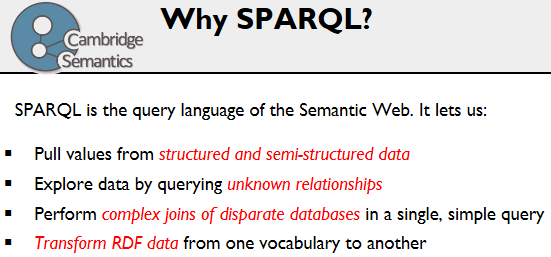 Why SPARQL?
Cambridge
Semantics
SPARQL is the query language of the Semantic Web. It lets us:
▪ Pull values from structured and semi-structured data
▪ Explore data by querying unknown relationships
▪ Perform complex joins of disparate databases in a single, simple query
▪ Transform RDF data from one vocabulary to another